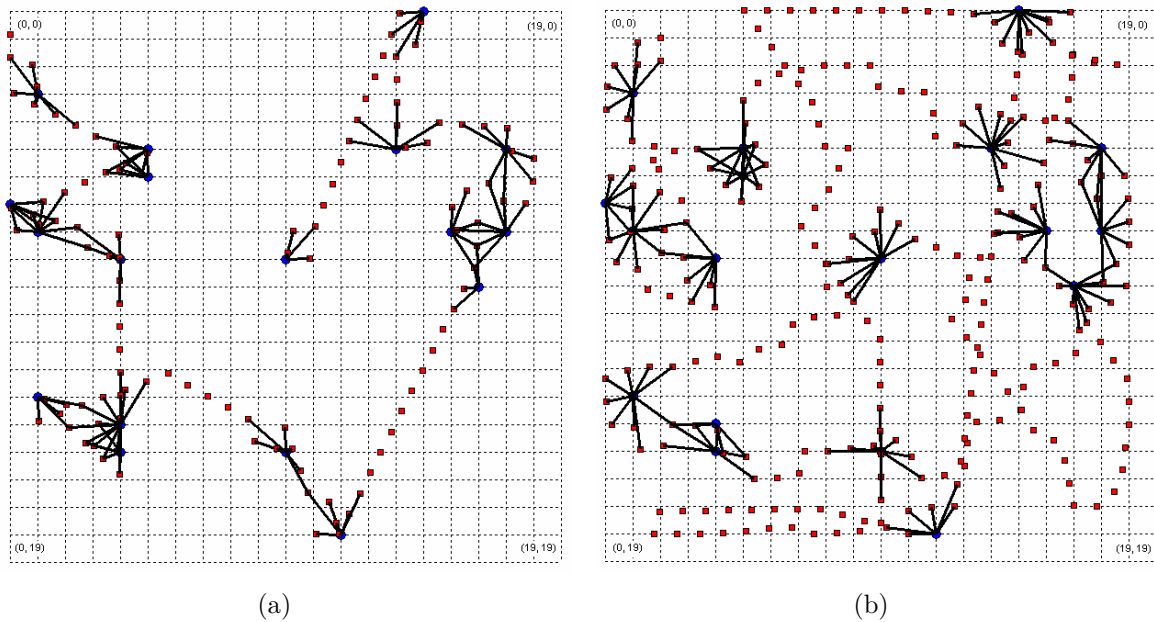 (0, 0) (19, 0) (0, 0) (19, 0)
(0, 19) (19, 19) (0, 19) (19, 19)
(a) (b)